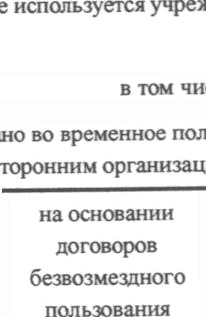 е используется учреж
в том чи
но во временное пол
торонним организац
на основании
договоров
безвозмездного
пользования